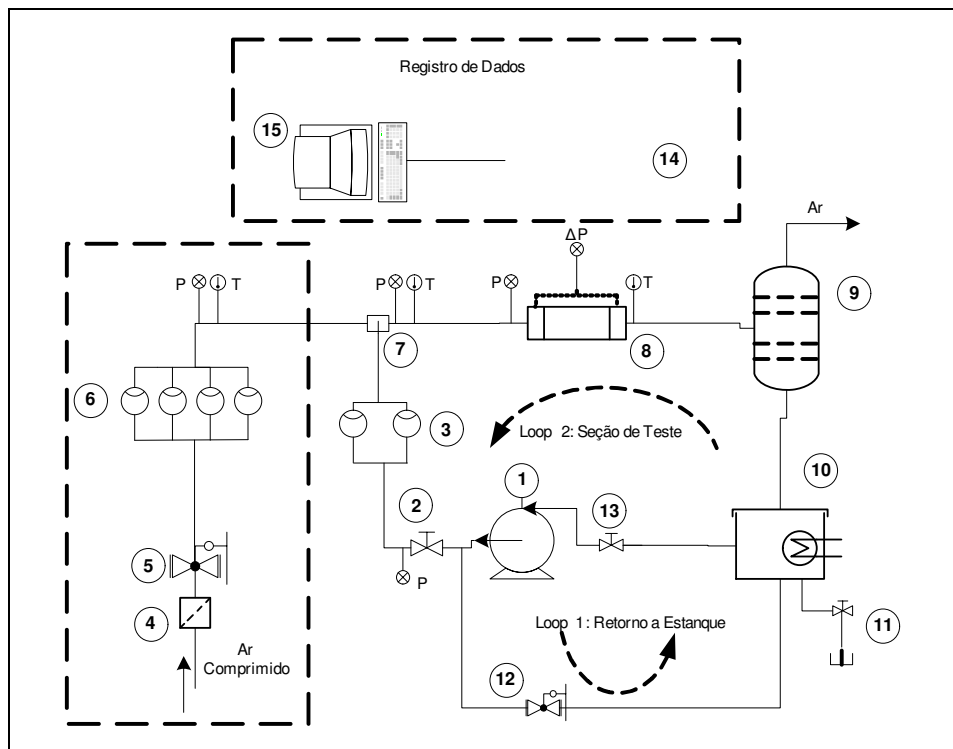 Registro de Dados
15
14
Ar
ΔP
P T
P T
P
T
9
7
8
6
3
Loop 2: Seção de Teste
10
1
2
13
5
P
4
Loop 1: Retorno a Estanque
11
Ar
Comprimido
12